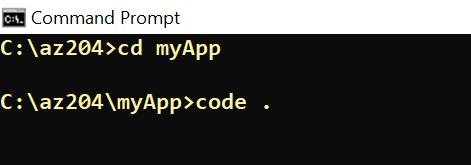 Command Prompt
C:\az204>cd myApp
C:\az204\myApp>code .